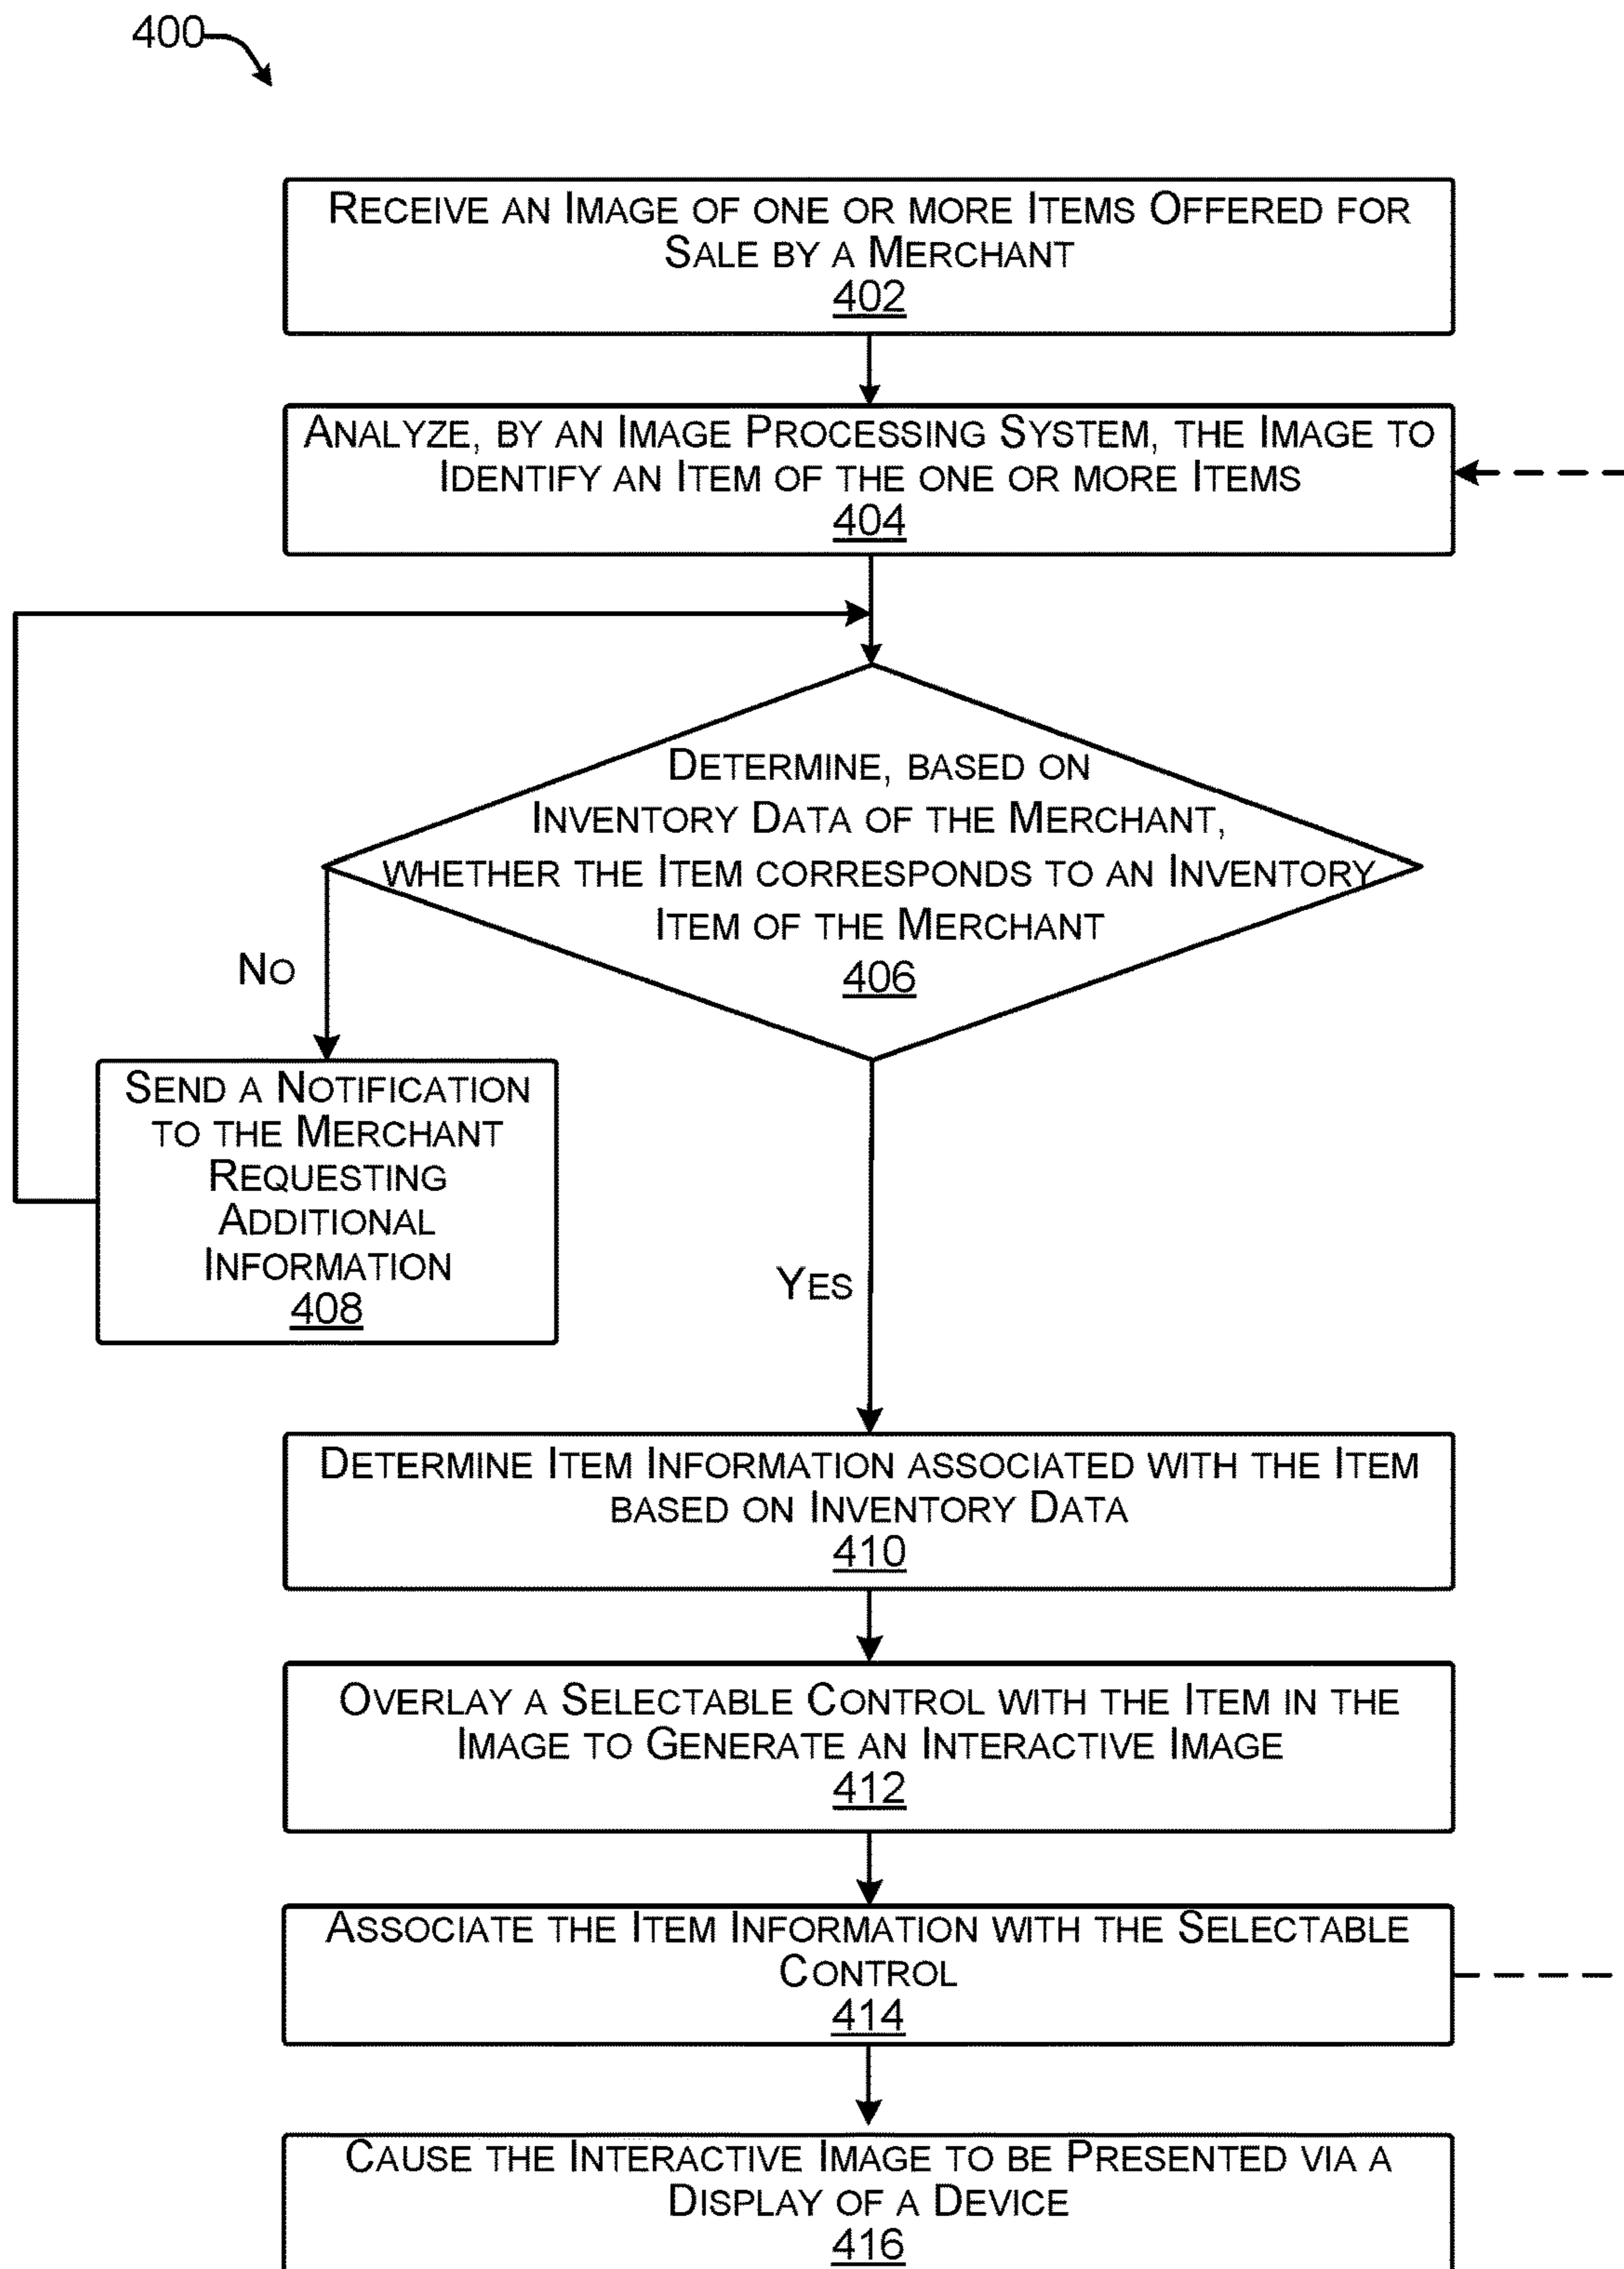 400
RECEIVE AN IMAGE OF ONE OR MORE ITEMS OFFERED FOR
SALE BY A MERCHANT
402
ANALYZE, BY AN IMAGE PROCESSING SYSTEM, THE IMAGE TO
IDENTIFY AN ITEM OF THE ONE OR MORE ITEMS
404
DETERMINE, BASED ON
INVENTORY DATA OF THE MERCHANT,
WHETHER THE ITEM CORRESPONDS TO AN INVENTORY
ITEM OF THE MERCHANT
406
NO
SEND A NOTIFICATION
TO THE MERCHANT
REQUESTING
ADDITIONAL
INFORMATION
408
YES
DETERMINE ITEM INFORMATION ASSOCIATED WITH THE ITEM
BASED ON INVENTORY DATA
410
OVERLAY A SELECTABLE CONTROL WITH THE ITEM IN THE
IMAGE TO GENERATE AN INTERACTIVE IMAGE
412
ASSOCIATE THE ITEM INFORMATION WITH THE SELECTABLE
CONTROL
414
CAUSE THE INTERACTIVE IMAGE TO BE PRESENTED VIA A
DISPLAY OF A DEVICE
416